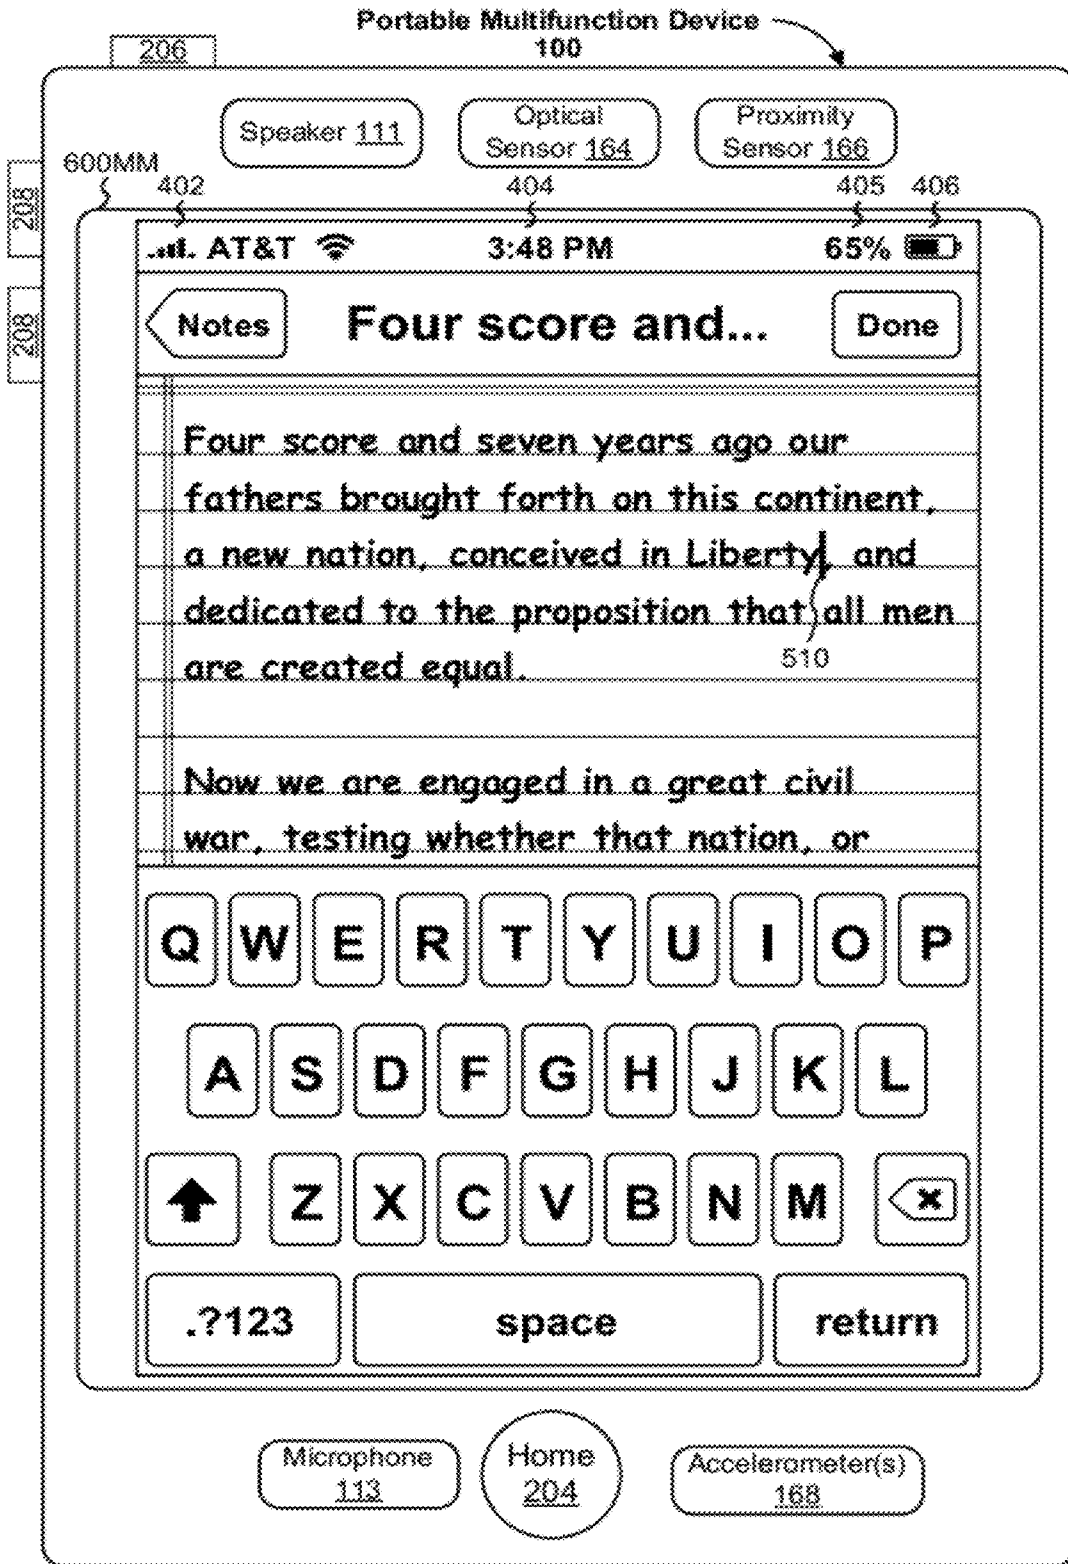 Portable Multifunction Device
100
206
Speaker 111
Optical
Sensor 164
Proximity
Sensor 166
600MM
402
404
405
406
208
208
AT&T 3:48 PM 65%
Notes Four score and... Done
Four score and seven years ago our
fathers brought forth on this continent,
a new nation, conceived in Liberty, and
dedicated to the proposition that all men
are created equal.
510
Now we are engaged in a great civil
war, testing whether that nation, or
Q W E R T Y U I O P
A S D F G H J K L
Z X C V B N M
.?123 space return
Microphone
113
Home
204
Accelerometer(s)
168